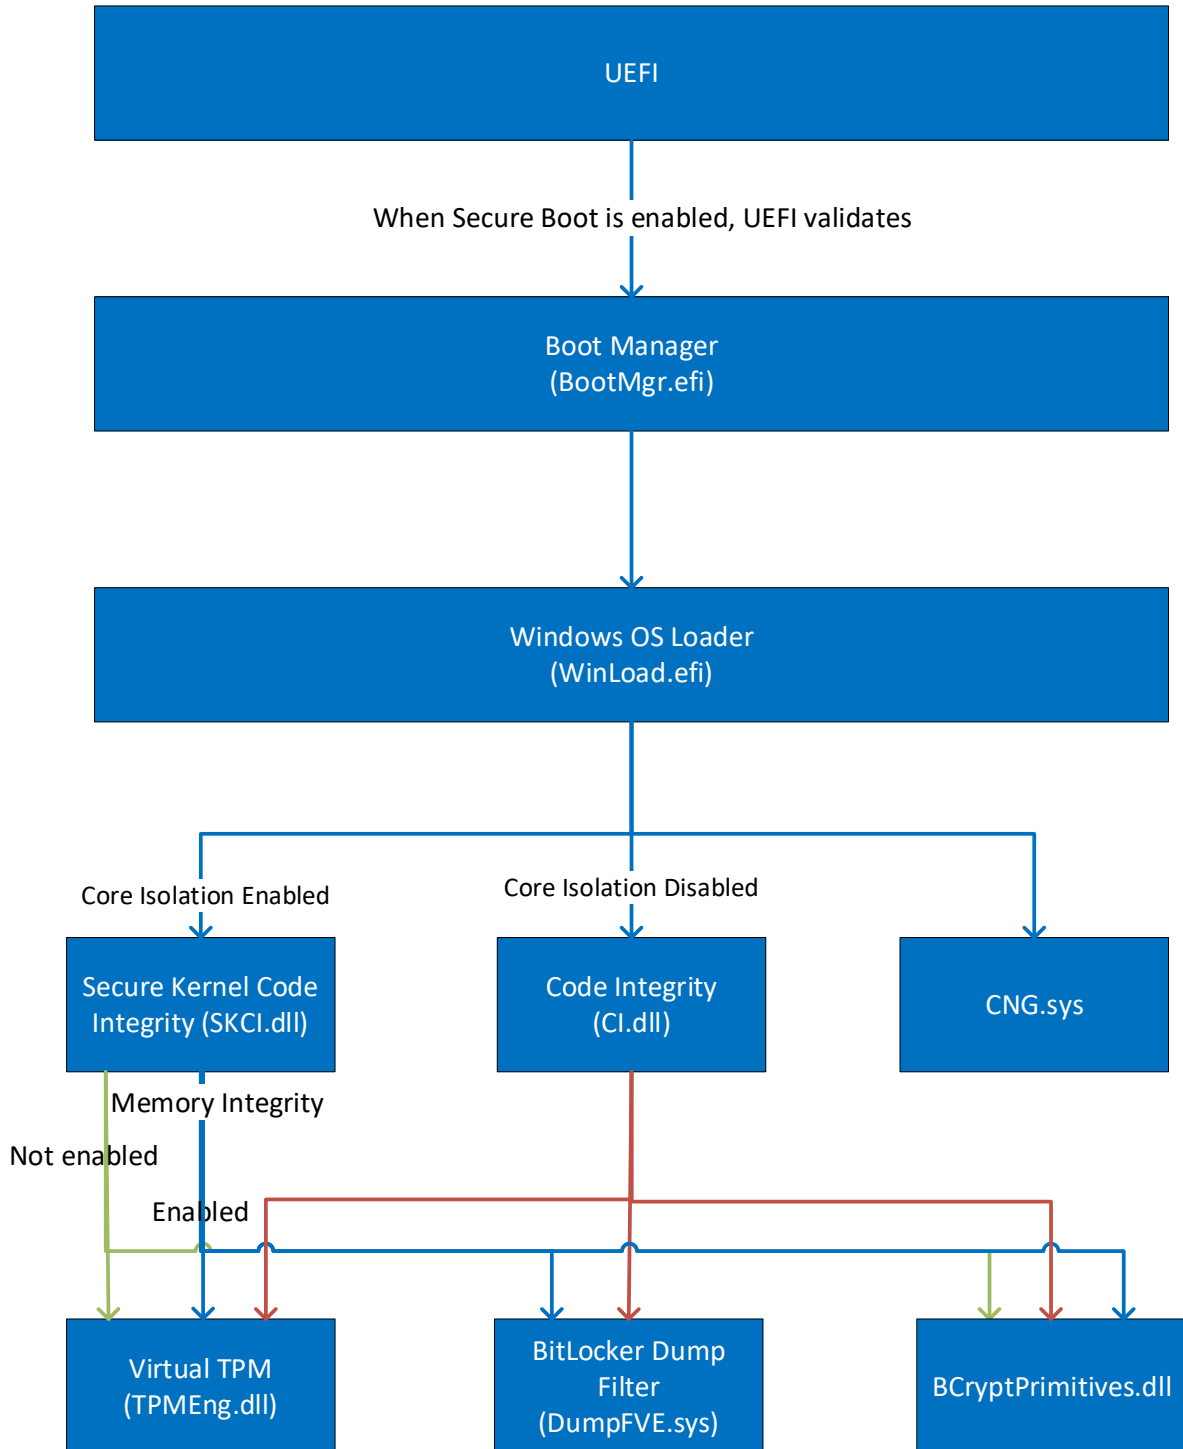 UEFI
When Secure Boot is enabled, UEFI validates
Boot Manager
(BootMgr.efi)
Windows OS Loader
(WinLoad.efi)
Core Isolation Enabled
Core Isolation Disabled
Secure Kernel Code
Integrity (SKCI.dll)
Code Integrity
(CI.dll)
CNG.sys
Memory Integrity
Not enabled
Enabled
Virtual TPM
(TPMEng.dll)
BitLocker Dump
Filter
(DumpFVE.sys)
BCryptPrimitives.dll